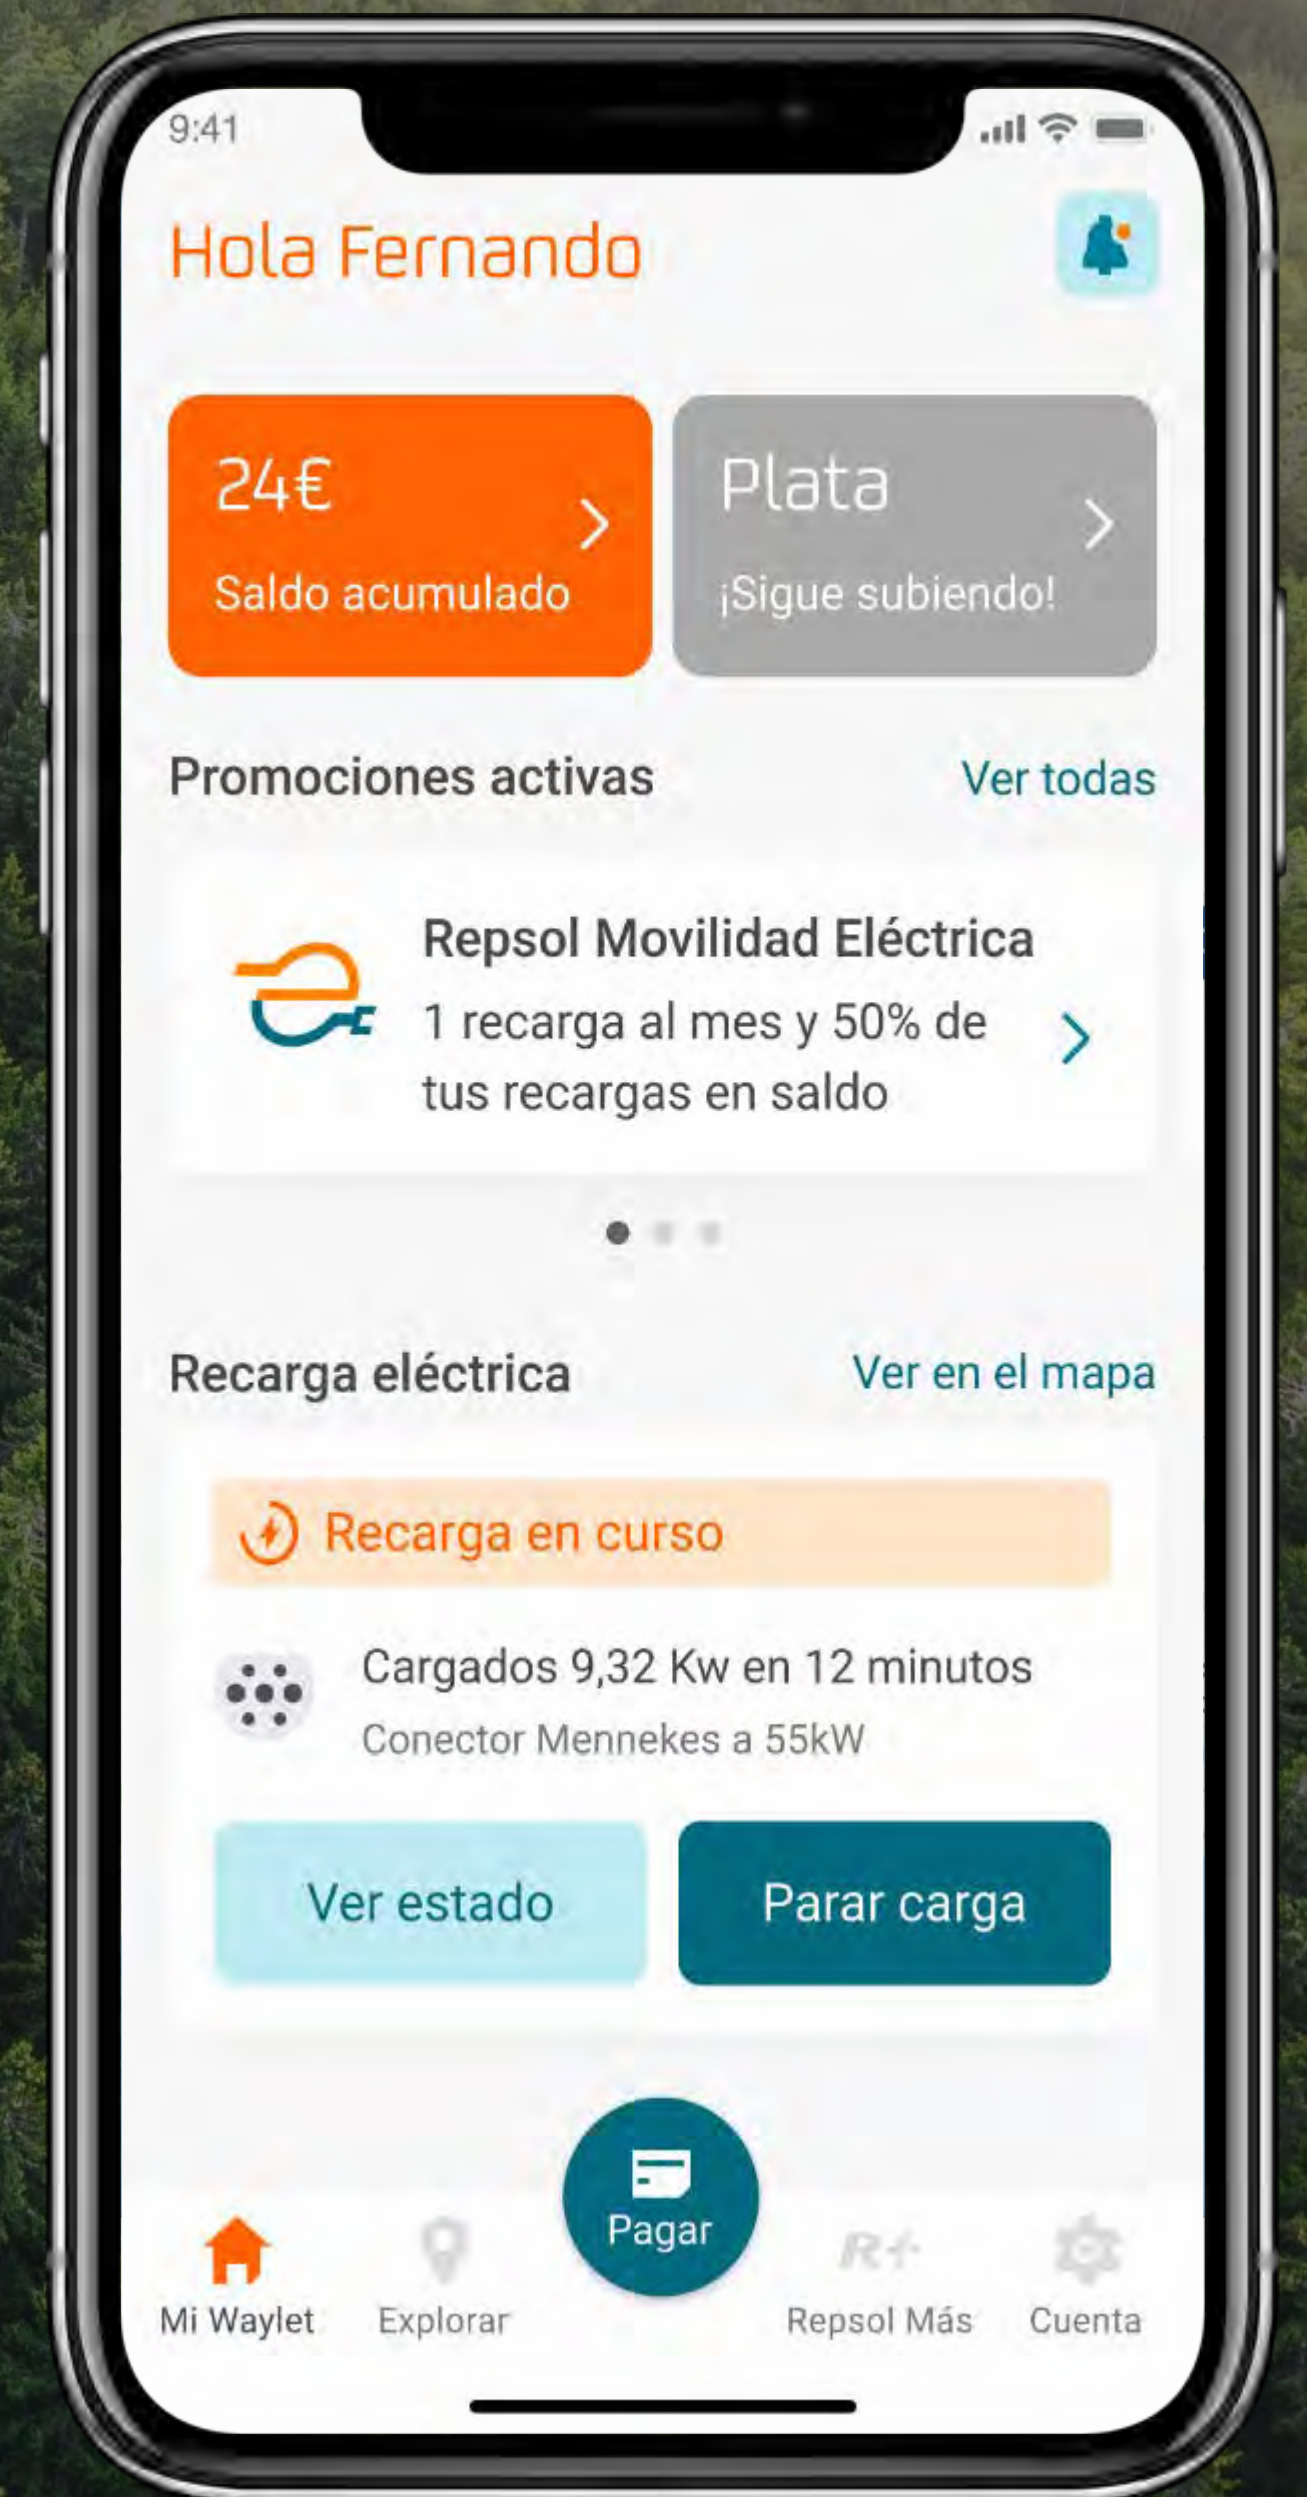 9:41
Hola Fernando
24€
Saldo acumulado
Plata
¡Sigue subiendo!
Promociones activas
Ver todas
Repsol Movilidad Eléctrica
1 recarga al mes y 50% de
tus recargas en saldo
Recarga eléctrica
Ver en el mapa
Recarga en curso
Cargados 9,32 Kw en 12 minutos
Conector Mennekes a 55kW
Ver estado
Parar carga
Pagar
R+
Mi Waylet
Explorar
Repsol Más
Cuenta